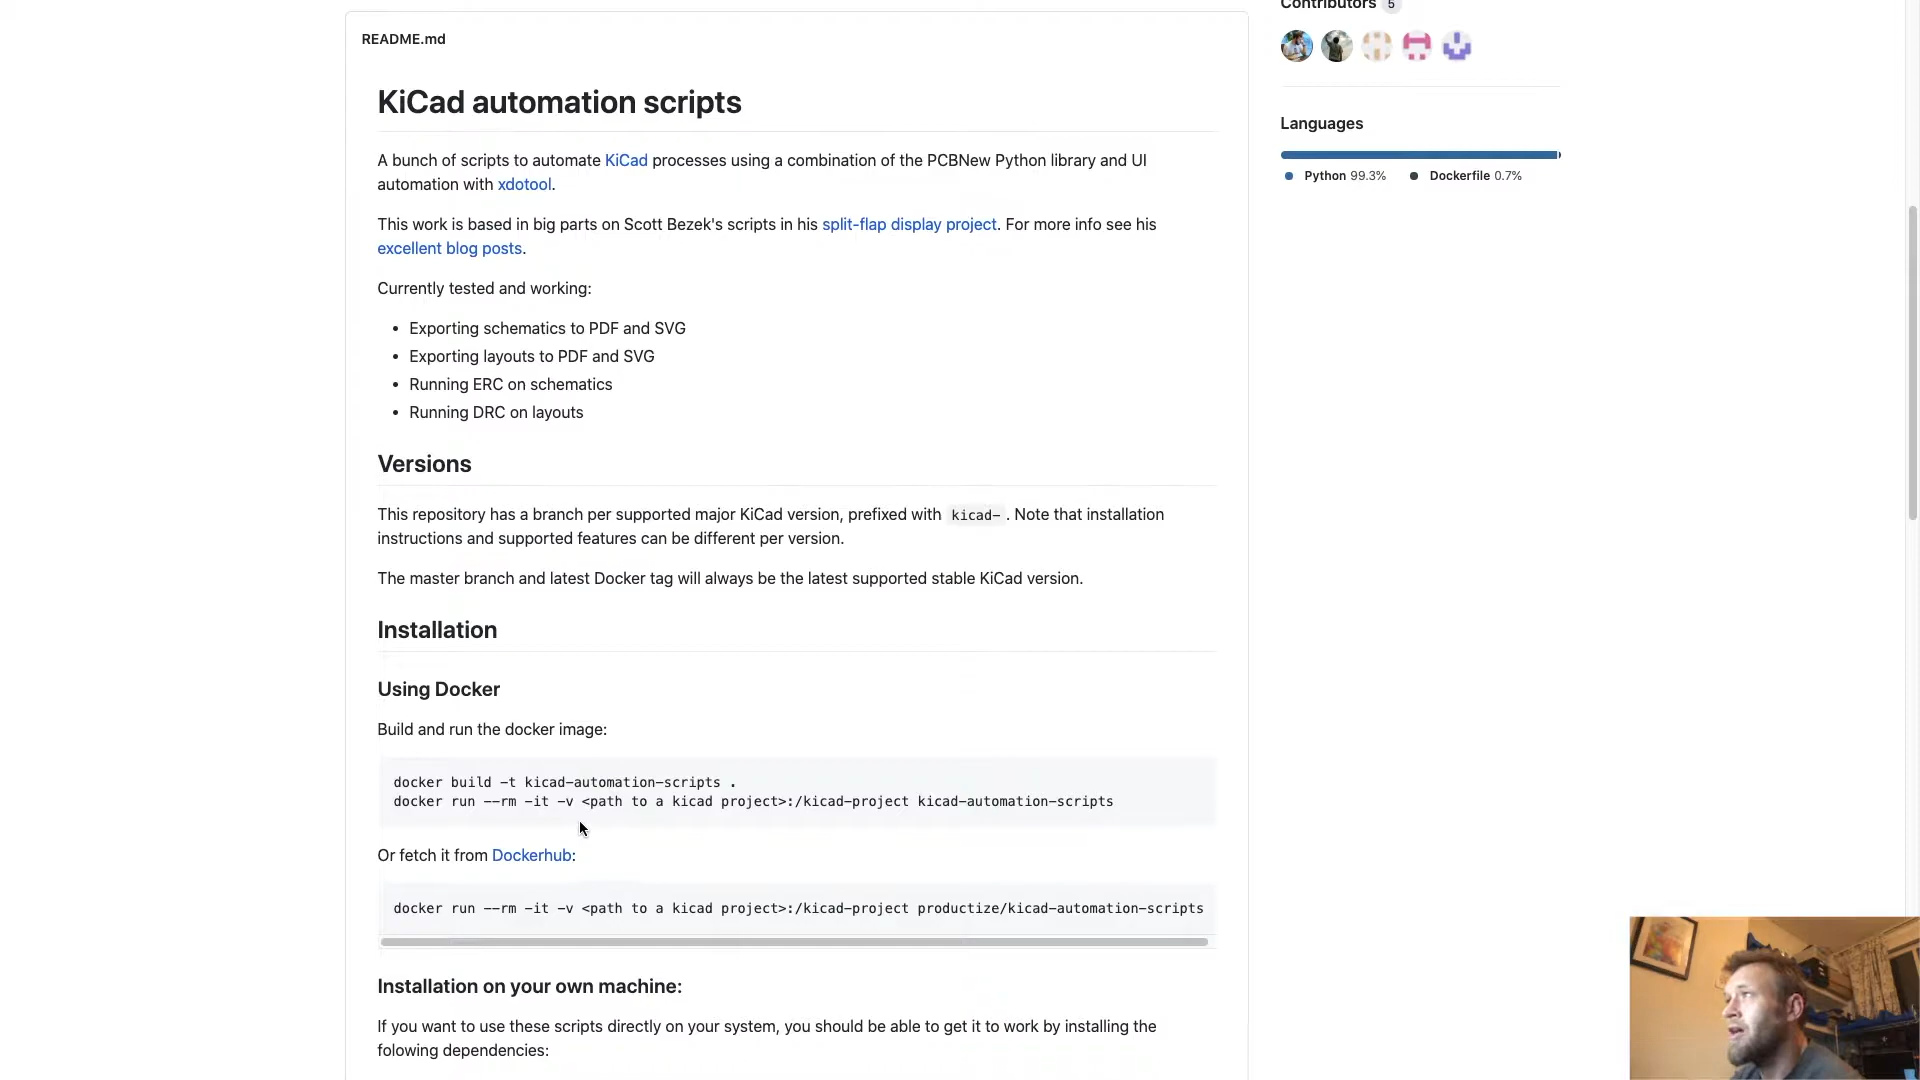 Contributors 5
README.md
KiCad automation scripts
A bunch of scripts to automate KiCad processes using a combination of the PCBNew Python library and UI
automation with xdotool.
This work is based in big parts on Scott Bezek's scripts in his split-flap display project. For more info see his
excellent blog posts.
Currently tested and working:
• Exporting schematics to PDF and SVG
• Exporting layouts to PDF and SVG
• Running ERC on schematics
• Running DRC on layouts
Versions
This repository has a branch per supported major KiCad version, prefixed with kicad- . Note that installation
instructions and supported features can be different per version.
The master branch and latest Docker tag will always be the latest supported stable KiCad version.
Installation
Using Docker
Build and run the docker image:
docker build -t kicad-automation-scripts .
docker run --rm -it -v <path to a kicad project>:/kicad-project kicad-automation-scripts
Or fetch it from Dockerhub:
docker run --rm -it -v <path to a kicad project>:/kicad-project productize/kicad-automation-scripts
Installation on your own machine:
If you want to use these scripts directly on your system, you should be able to get it to work by installing the
folowing dependencies:
Languages
Python 99.3% Dockerfile 0.7%